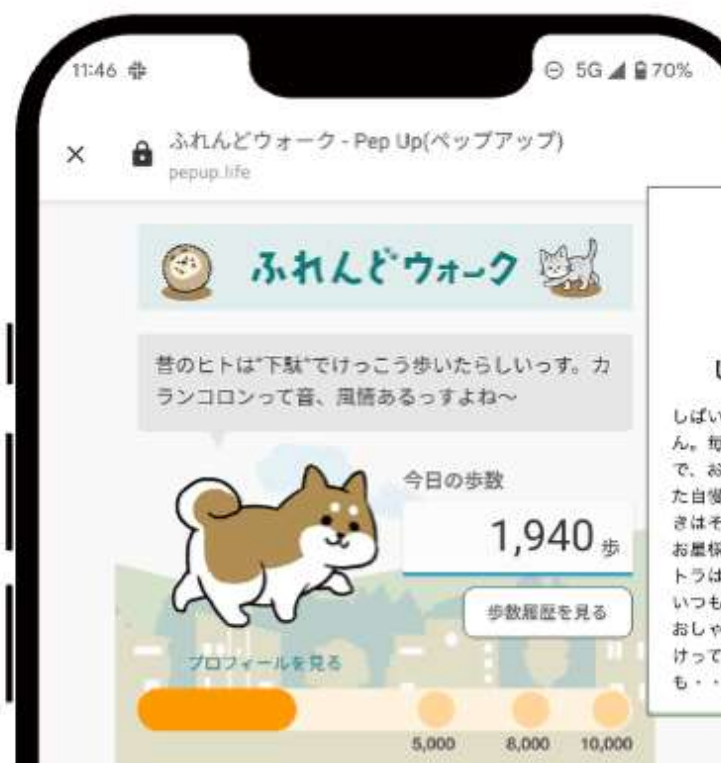 11:46
5G 70%
ふれんどウォーク - Pep Up(ペップアップ)
pepup.life
ふれんどウォーク
昔のヒトは"下駄"でけっこう歩いたらしいっす。カ
ランコロンって音、風情あるっすよね〜
今日の歩数
1,940 歩
歩数履歴を見る
プロフィールを見る
5,000 8,000 10,000
しばい
ん。毎
で、お
た自慢
きはそ
お星様
トラは
いつも
おしゃ
けって
も・・